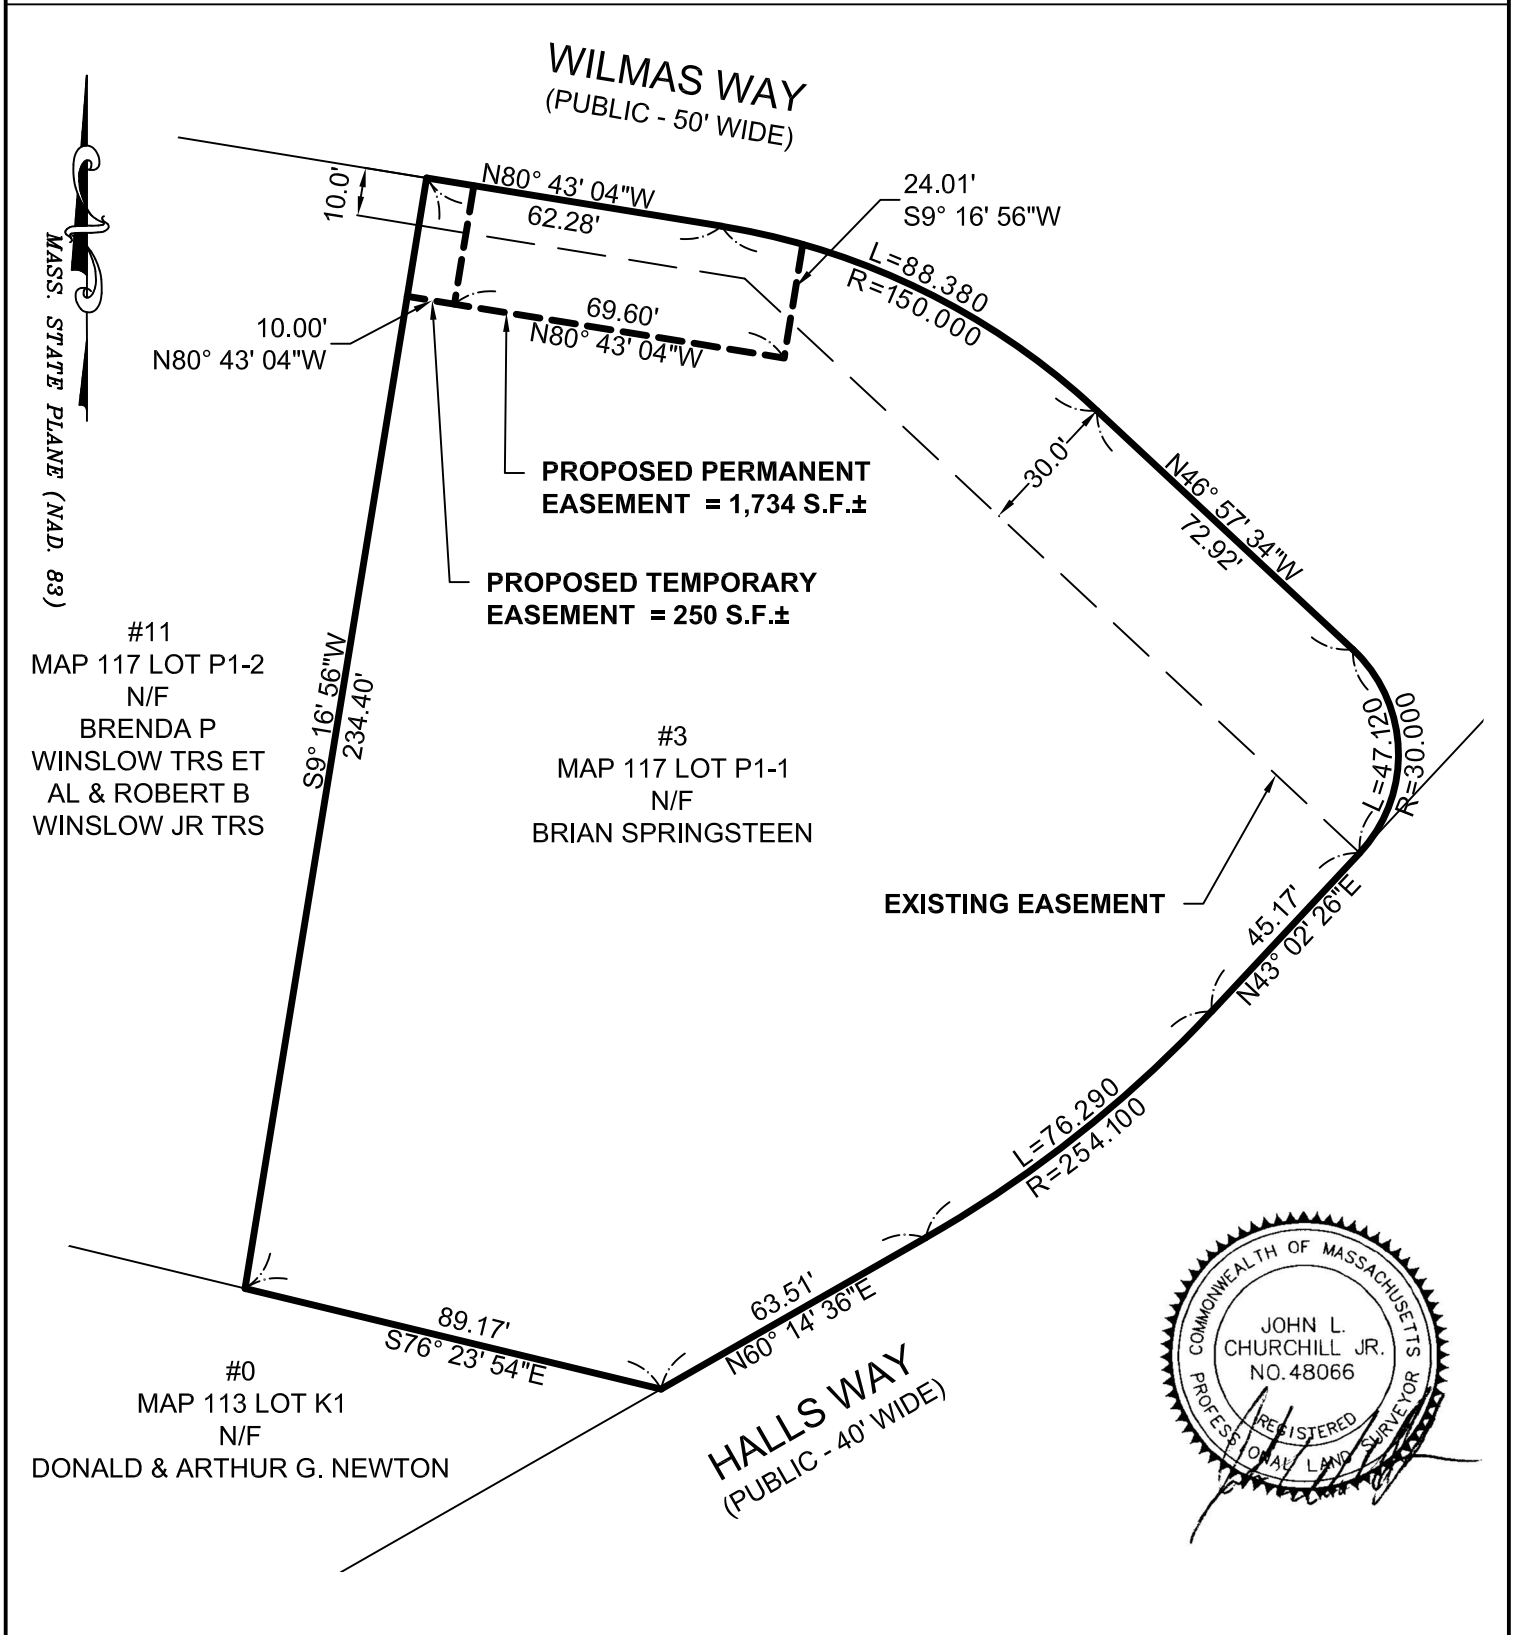 WILMAS WAY
(PUBLIC - 50' WIDE)
N80° 43' 04"W
62.28'
10.0'
24.01'
S9° 16' 56"W
L=88.380
R=150.000
MASS. STATE PLANE (NAD. 83)
10.00'
N80° 43' 04"W
69.60'
N80° 43' 04"W
30.0'
N46° 57' 34"W
72.92'
PROPOSED PERMANENT
EASEMENT = 1,734 S.F.±
PROPOSED TEMPORARY
EASEMENT = 250 S.F.±
#11
MAP 117 LOT P1-2
N/F
BRENDA P
WINSLOW TRS ET
AL & ROBERT B
WINSLOW JR TRS
S9° 16' 56"W
234.40'
#3
MAP 117 LOT P1-1
N/F
BRIAN SPRINGSTEEN
L=47.120
R=30.000
EXISTING EASEMENT
45.17'
N43° 02' 26"E
L=76.290
R=254.100
63.51'
N60° 14' 36"E
89.17'
S76° 23' 54"E
#0
MAP 113 LOT K1
N/F
DONALD & ARTHUR G. NEWTON
HALLS WAY
(PUBLIC - 40' WIDE)
COMMONWEALTH OF MASSACHUSETTS
JOHN L.
CHURCHILL JR.
NO.48066
REGISTERED
PROFESSIONAL LAND SURVEYOR